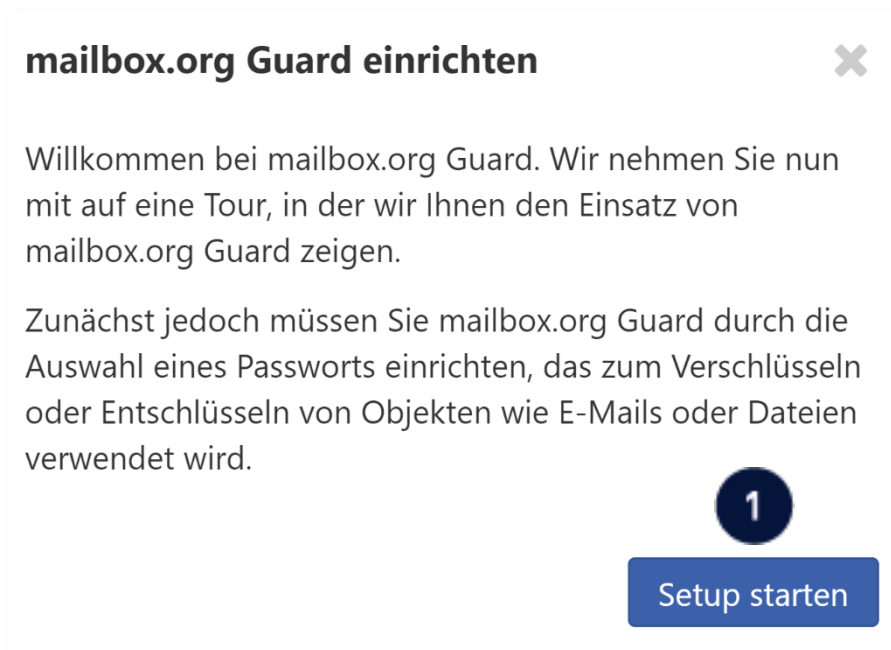 mailbox.org Guard einrichten
Willkommen bei mailbox.org Guard. Wir nehmen Sie nun
mit auf eine Tour, in der wir Ihnen den Einsatz von
mailbox.org Guard zeigen.
Zunächst jedoch müssen Sie mailbox.org Guard durch die
Auswahl eines Passworts einrichten, das zum Verschlüsseln
oder Entschlüsseln von Objekten wie E-Mails oder Dateien
verwendet wird.
1
Setup starten